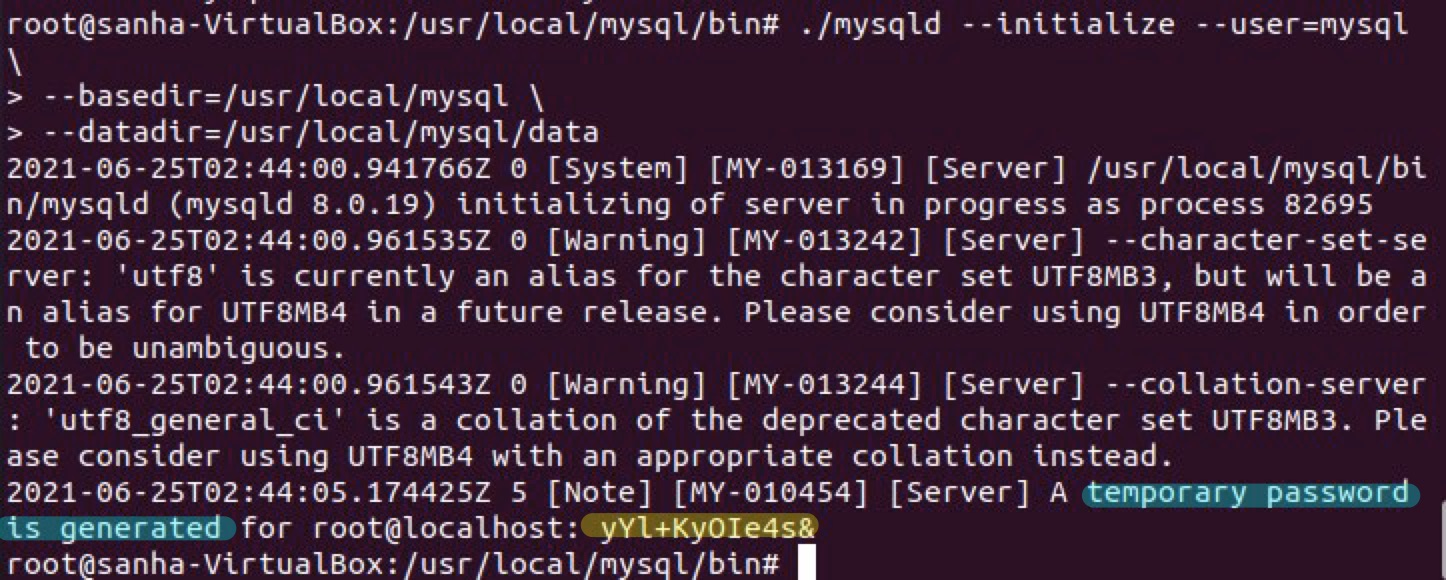 root@sanha-VirtualBox:/usr/local/mysql/bin# ./mysqld --initialize --user=mysql
\
> --basedir=/usr/local/mysql \
> --datadir=/usr/local/mysql/data
2021-06-25T02:44:00.941766Z 0 [System] [MY-013169] [Server] /usr/local/mysql/bi
n/mysqld (mysqld 8.0.19) initializing of server in progress as process 82695
2021-06-25T02:44:00.961535Z 0 [Warning] [MY-013242] [Server] --character-set-se
rver: 'utf8' is currently an alias for the character set UTF8MB3, but will be a
n alias for UTF8MB4 in a future release. Please consider using UTF8MB4 in order
 to be unambiguous.
2021-06-25T02:44:00.961543Z 0 [Warning] [MY-013244] [Server] --collation-server
: 'utf8_general_ci' is a collation of the deprecated character set UTF8MB3. Ple
ase consider using UTF8MB4 with an appropriate collation instead.
2021-06-25T02:44:05.174425Z 5 [Note] [MY-010454] [Server] A temporary password
is generated for root@localhost: yYl+KyOIe4s&
root@sanha-VirtualBox:/usr/local/mysql/bin#